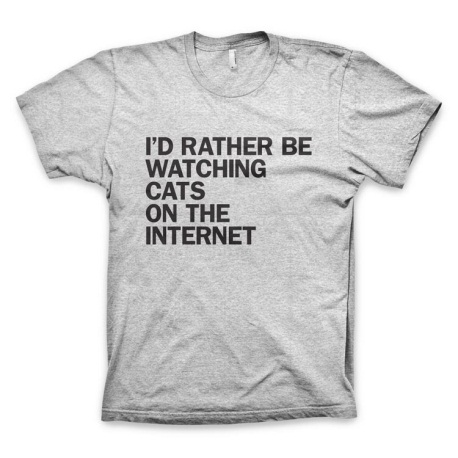 I'D RATHER BE
WATCHING
CATS
ON THE
INTERNET